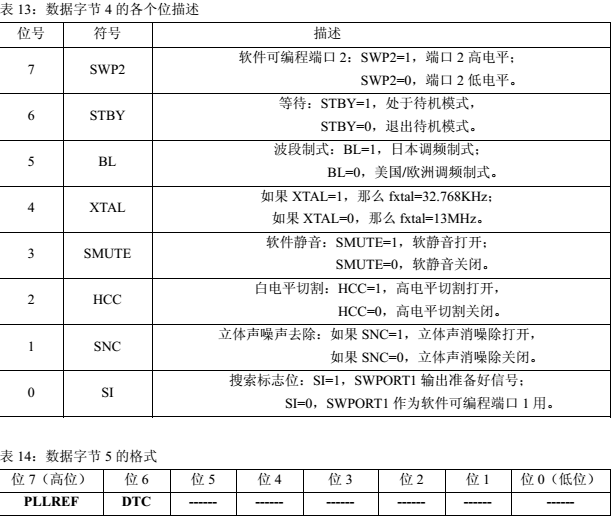 表 13：数据字节 4 的各个位描述
位号 符号 描述
7 SWP2 软件可编程端口 2：SWP2=1，端口 2 高电平；
SWP2=0，端口 2 低电平。
6 STBY 等待：STBY=1，处于待机模式，
STBY=0，退出待机模式。
5 BL 波段制式：BL=1，日本调频制式；
BL=0，美国/欧洲调频制式。
4 XTAL 如果 XTAL=1，那么 fxtal=32.768KHz；
如果 XTAL=0，那么 fxtal=13MHz。
3 SMUTE 软件静音：SMUTE=1，软静音打开；
SMUTE=0，软静音关闭。
2 HCC 白电平切割：HCC=1，高电平切割打开，
HCC=0，高电平切割关闭。
1 SNC 立体声噪声去除：如果 SNC=1，立体声消噪除打开，
如果 SNC=0，立体声消噪除关闭。
0 SI 搜索标志位：SI=1，SWPORT1 输出准备好信号；
SI=0，SWPORT1 作为软件可编程端口 1 用。
表 14：数据字节 5 的格式
位 7（高位） 位 6 位 5 位 4 位 3 位 2 位 1 位 0（低位）
PLLREF DTC ------ ------ ------ ------ ------ ------